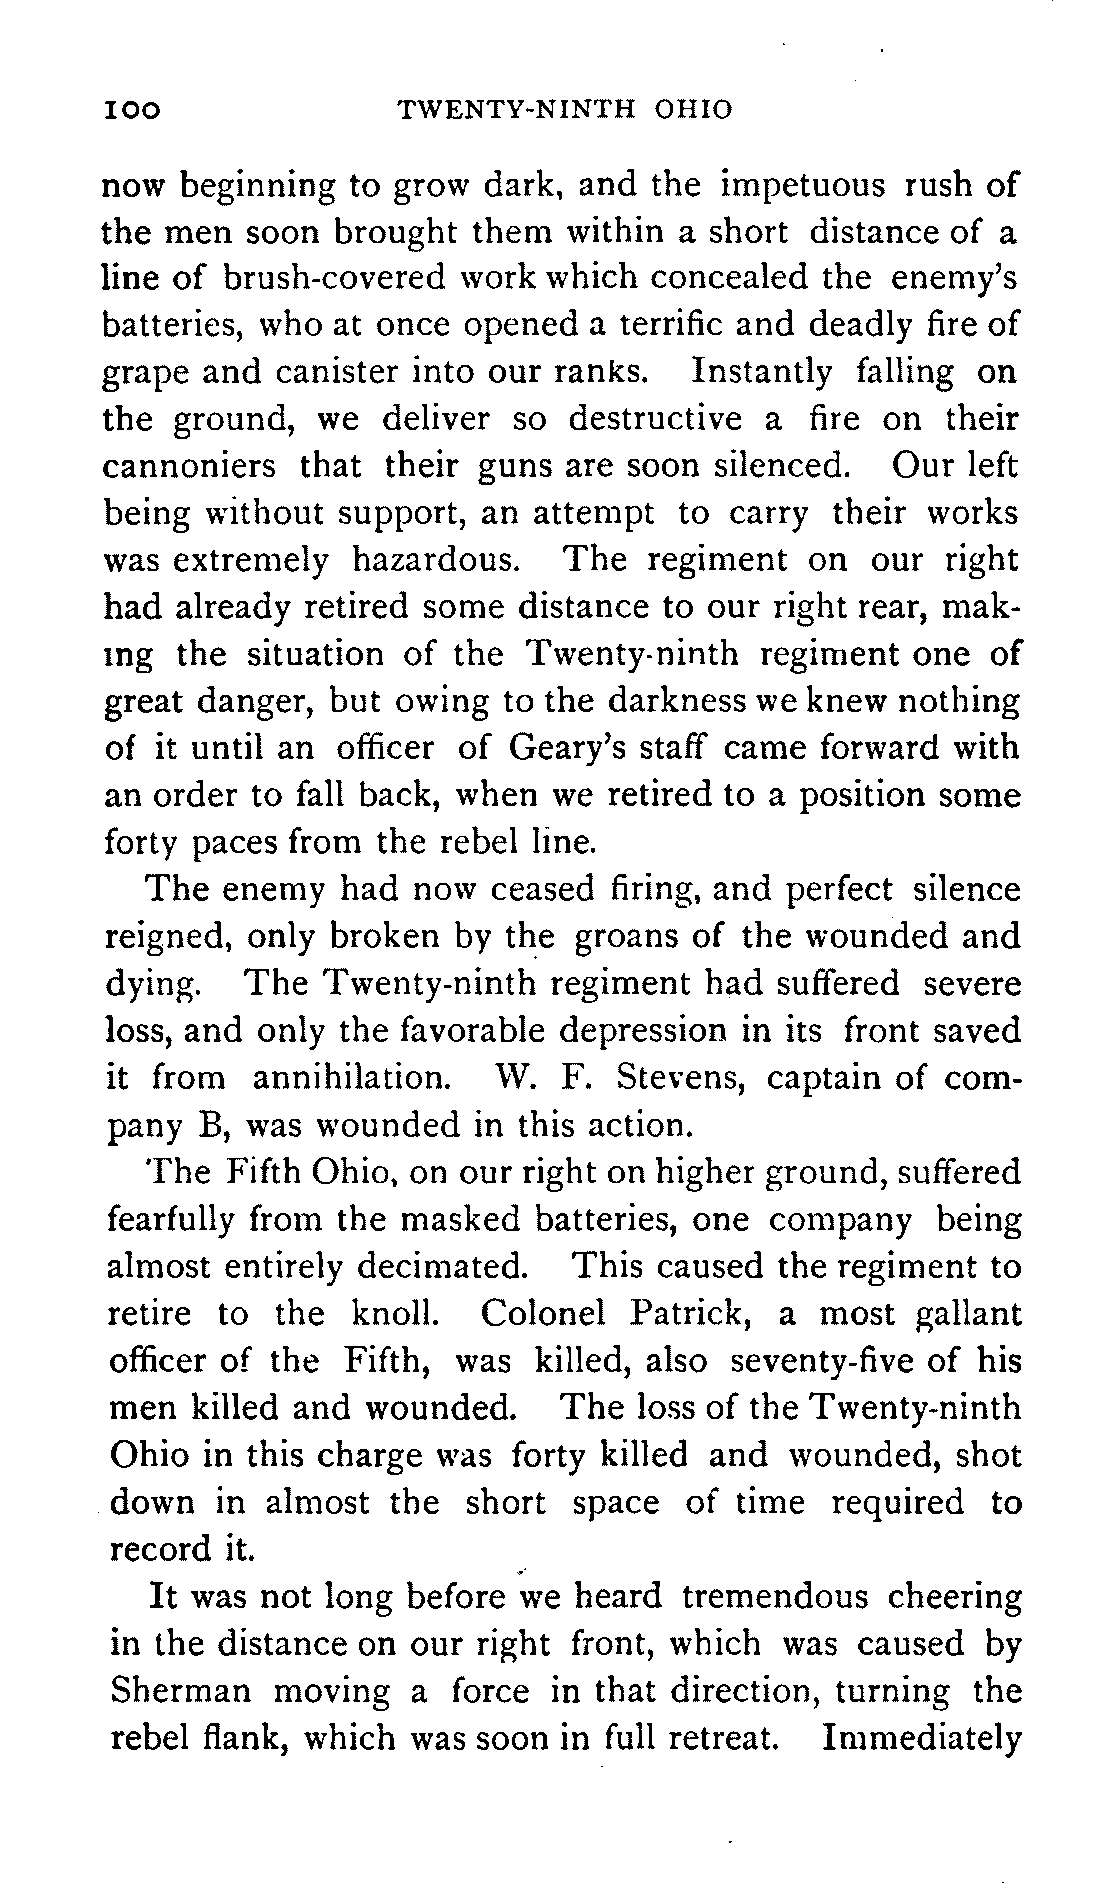 100 TWENTY-NINTH OHIO
now beginning to grow dark, and the impetuous rush of
the men soon brought them within a short distance of a
line of brush-covered work which concealed the enemy's
batteries, who at once opened a terrific and deadly fire of
grape and canister into our ranks. Instantly falling on
the ground, we deliver so destructive a fire on their
cannoniers that their guns are soon silenced. Our left
being without support, an attempt to carry their works
was extremely hazardous. The regiment on our right
had already retired some distance to our right rear, mak-
ing the situation of the Twenty-ninth regiment one of
great danger, but owing to the darkness we knew nothing
of it until an officer of Geary's staff came forward with
an order to fall back, when we retired to a position some
forty paces from the rebel line.
The enemy had now ceased firing, and perfect silence
reigned, only broken by the groans of the wounded and
dying. The Twenty-ninth regiment had suffered severe
loss, and only the favorable depression in its front saved
it from annihilation. W. F. Stevens, captain of com-
pany B, was wounded in this action.
The Fifth Ohio, on our right on higher ground, suffered
fearfully from the masked batteries, one company being
almost entirely decimated. This caused the regiment to
retire to the knoll. Colonel Patrick, a most gallant
officer of the Fifth, was killed, also seventy-five of his
men killed and wounded. The loss of the Twenty-ninth
Ohio in this charge was forty killed and wounded, shot
down in almost the short space of time required to
record it.
It was not long before we heard tremendous cheering
in the distance on our right front, which was caused by
Sherman moving a force in that direction, turning the
rebel flank, which was soon in full retreat. Immediately